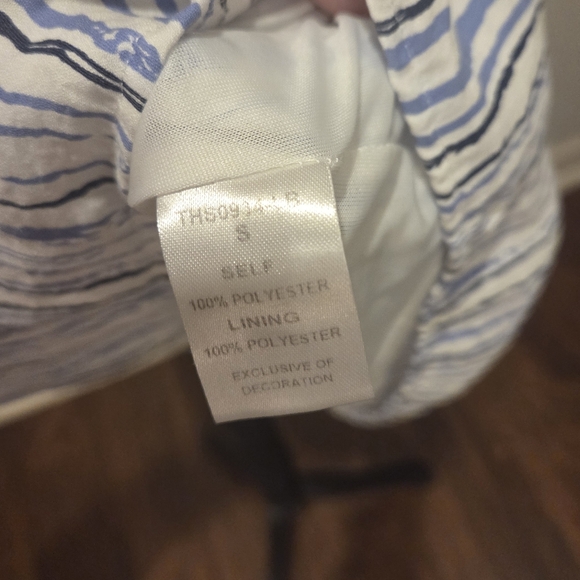 S
SELF
100% POLYESTER
LINING
100% POLYESTER
EXCLUSIVE OF
DECORATION